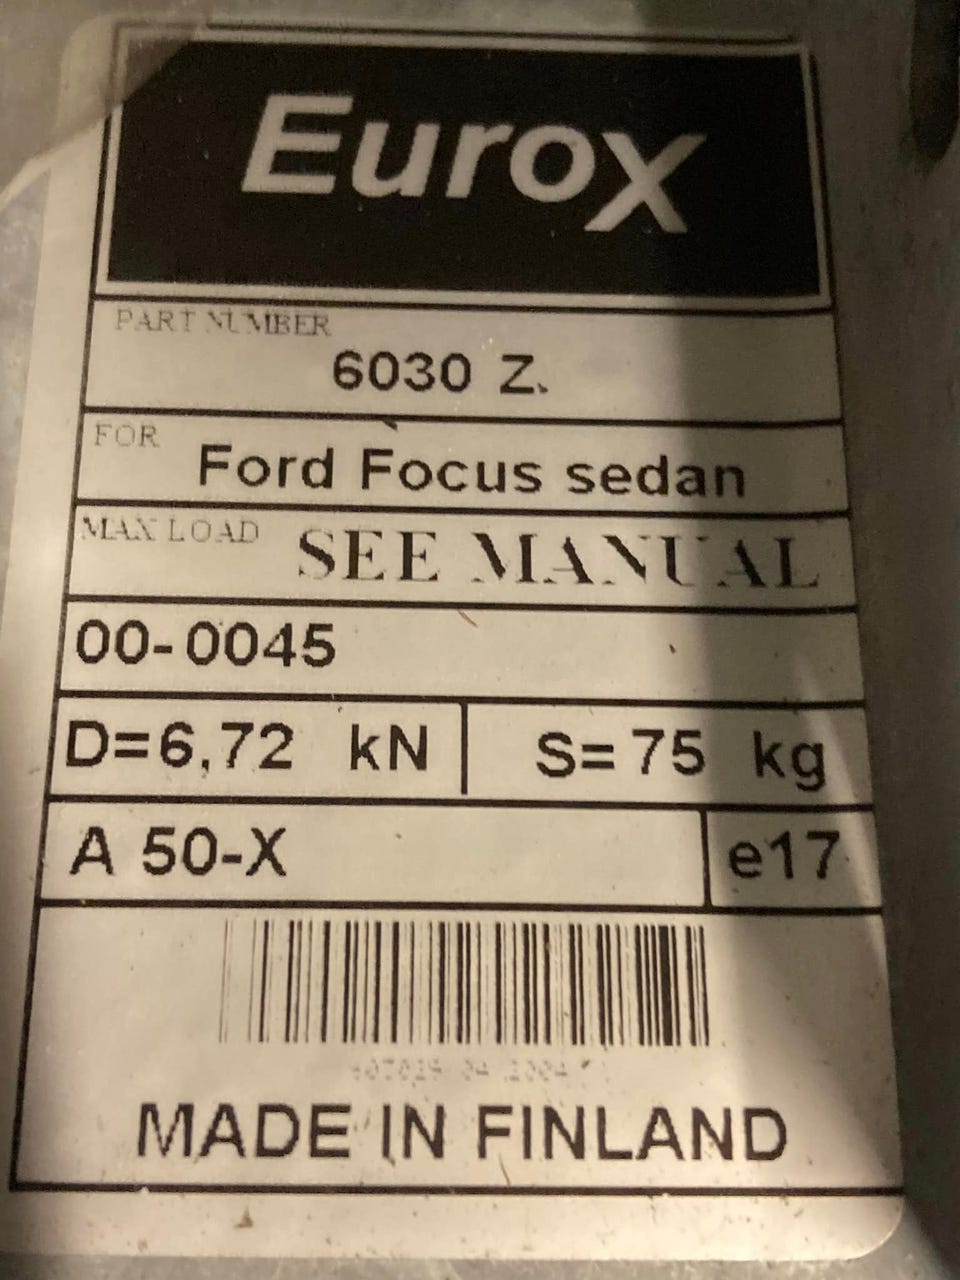 Eurox
PART NUMBER
6030 Z.
FOR
Ford Focus sedan
MAX LOAD SEE MANUAL
00-0045
D=6,72 kN S=75 kg
A 50-X e17
MADE IN FINLAND